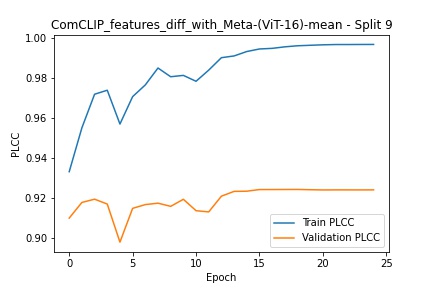 ComCLIP_features_diff_with_Meta-(ViT-16)-mean - Split 9
1.00
0.98
0.96
0.94
0.92
0.90
PLCC
Train PLCC
Validation PLCC
0 5 10 15 20 25
Epoch